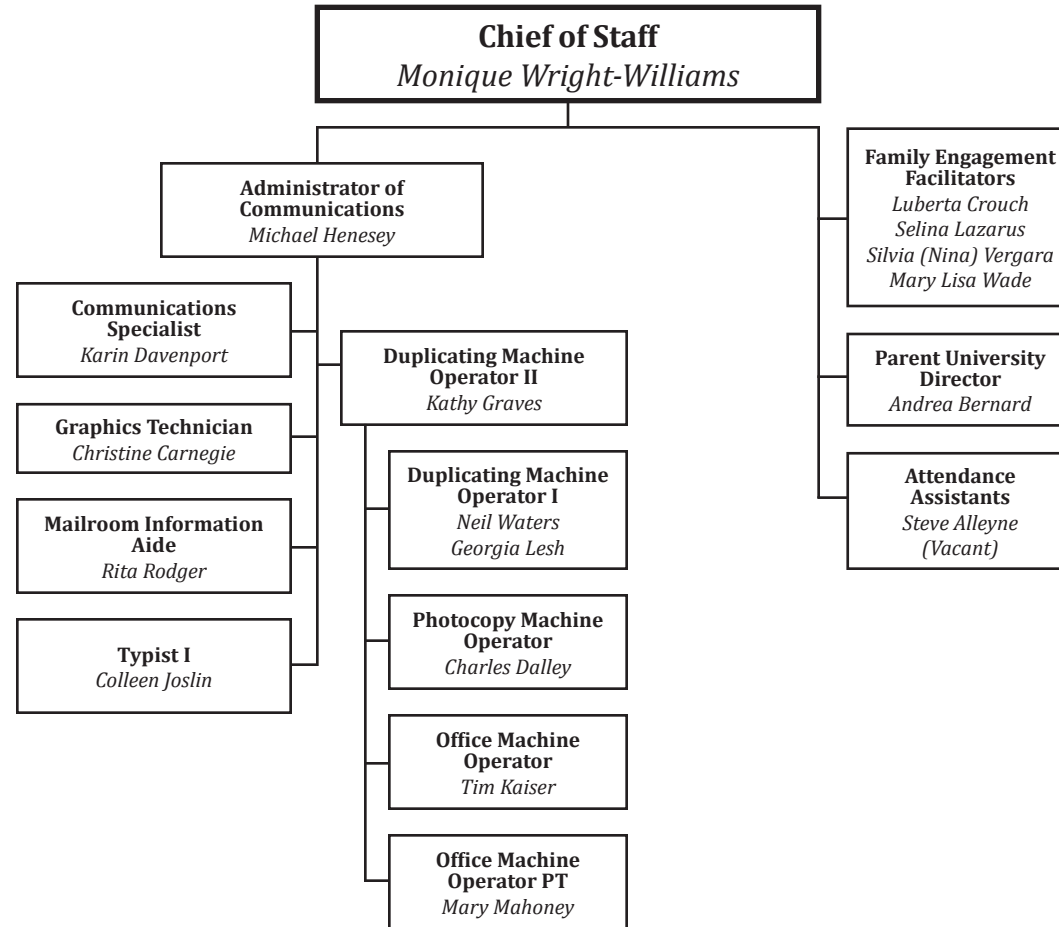 Chief of Staff
Monique Wright-Williams
Administrator of
Communications
Michael Henesey
Communications
Specialist
Karin Davenport
Graphics Technician
Christine Carnegie
Mailroom Information
Aide
Rita Rodger
Typist I
Colleen Joslin
Duplicating Machine
Operator II
Kathy Graves
Duplicating Machine
Operator I
Neil Waters
Georgia Lesh
Photocopy Machine
Operator
Charles Dalley
Office Machine
Operator
Tim Kaiser
Office Machine
Operator PT
Mary Mahoney
Family Engagement
Facilitators
Luberta Crouch
Selina Lazarus
Silvia (Nina) Vergara
Mary Lisa Wade
Parent University
Director
Andrea Bernard
Attendance
Assistants
Steve Alleyne
(Vacant)